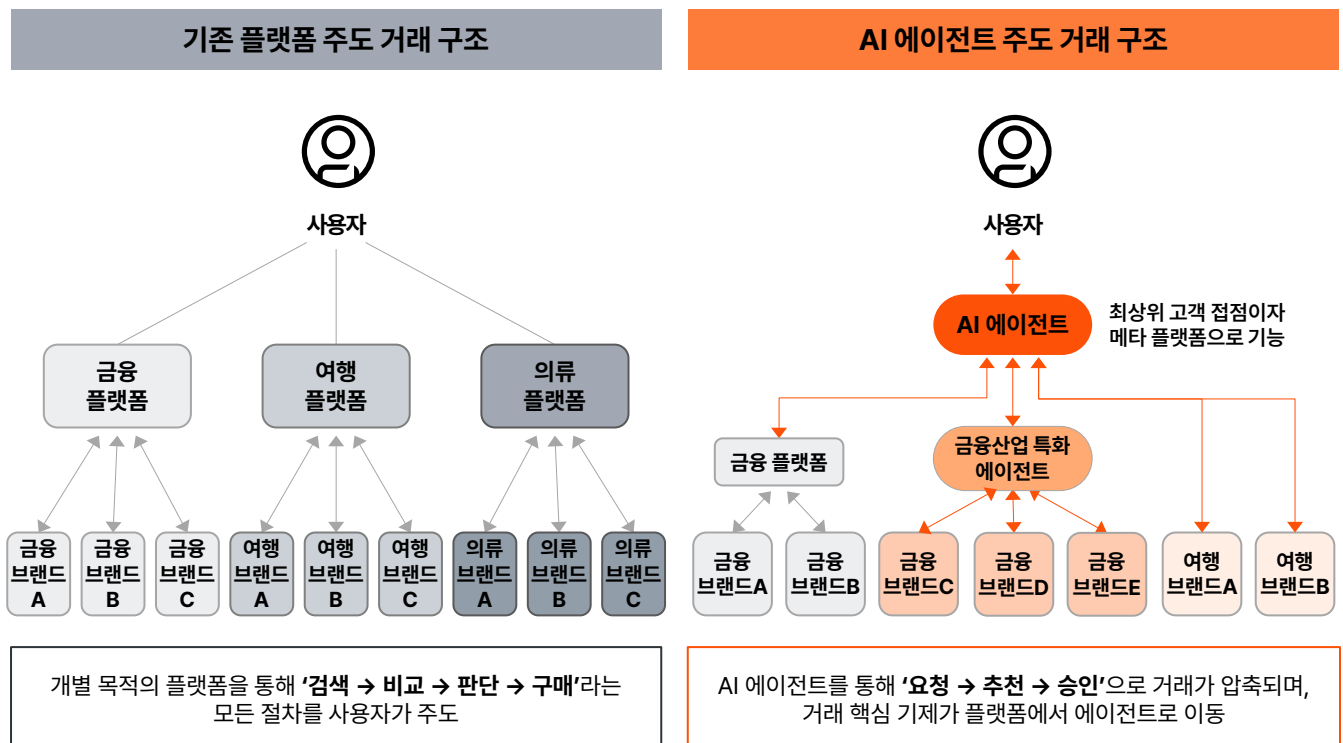 기존 플랫폼 주도 거래 구조
사용자
금융
플랫폼
여행
플랫폼
의류
플랫폼
금융
브랜드
A
금융
브랜드
B
금융
브랜드
C
여행
브랜드
A
여행
브랜드
B
여행
브랜드
C
의류
브랜드
A
의류
브랜드
B
의류
브랜드
C
개별 목적의 플랫폼을 통해 ‘검색 → 비교 → 판단 → 구매’라는
모든 절차를 사용자가 주도
AI 에이전트 주도 거래 구조
사용자
AI 에이전트
최상위 고객 접점이자
메타 플랫폼으로 기능
금융 플랫폼
금융산업 특화
에이전트
금융
브랜드A
금융
브랜드B
금융
브랜드C
금융
브랜드D
금융
브랜드E
여행
브랜드A
여행
브랜드B
AI 에이전트를 통해 ‘요청 → 추천 → 승인’으로 거래가 압축되며,
거래 핵심 기제가 플랫폼에서 에이전트로 이동